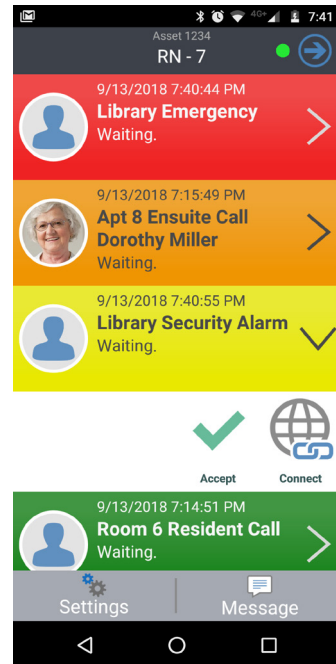 4G+ 7:41
Asset 1234
RN - 7
9/13/2018 7:40:44 PM
Library Emergency
Waiting.
9/13/2018 7:15:49 PM
Apt 8 Ensuite Call
Dorothy Miller
Waiting.
9/13/2018 7:40:55 PM
Library Security Alarm
Waiting.
Accept Connect
9/13/2018 7:14:51 PM
Room 6 Resident Call
Waiting.
Settings Message